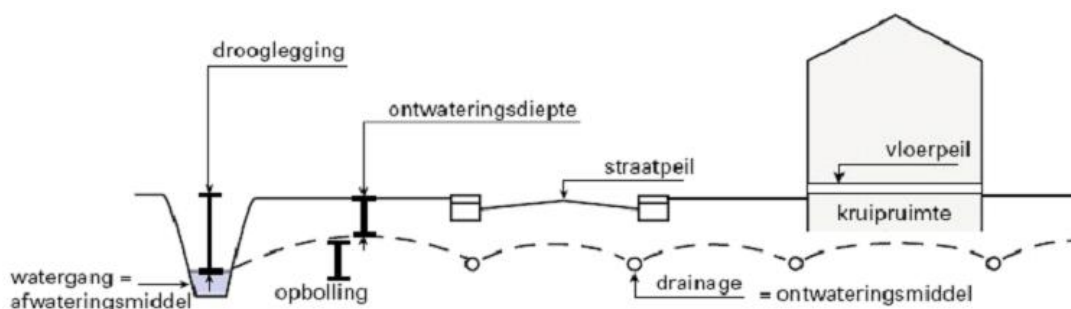 drooglegging
ontwateringsdiepte
straatpeil
vloerpeil
kruipruimte
watergang =
afwateringsmiddel
opbolling
drainage = ontwateringsmiddel